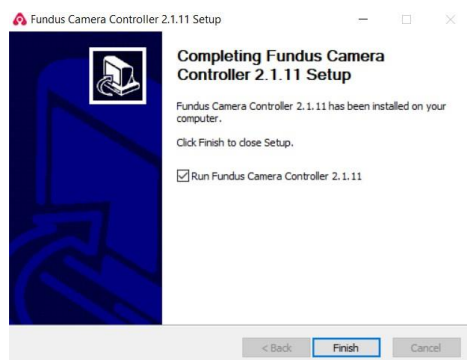 Fundus Camera Controller 2.1.11 Setup
Completing Fundus Camera
Controller 2.1.11 Setup
Fundus Camera Controller 2.1.11 has been installed on your
computer.
Click Finish to close Setup.
Run Fundus Camera Controller 2.1.11
< Back
Finish
Cancel